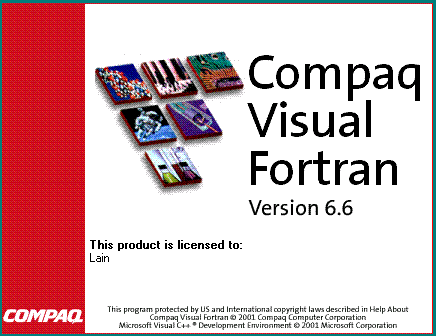 Compaq
Visual
Fortran
Version 6.6
This product is licensed to:
Lain
COMPAQ
This program protected by US and International copyright laws described in Help About
Compaq Visual Fortran © 2001 Compaq Computer Corporation
Microsoft Visual C++ ® Development Environment © 2001 Microsoft Corporation